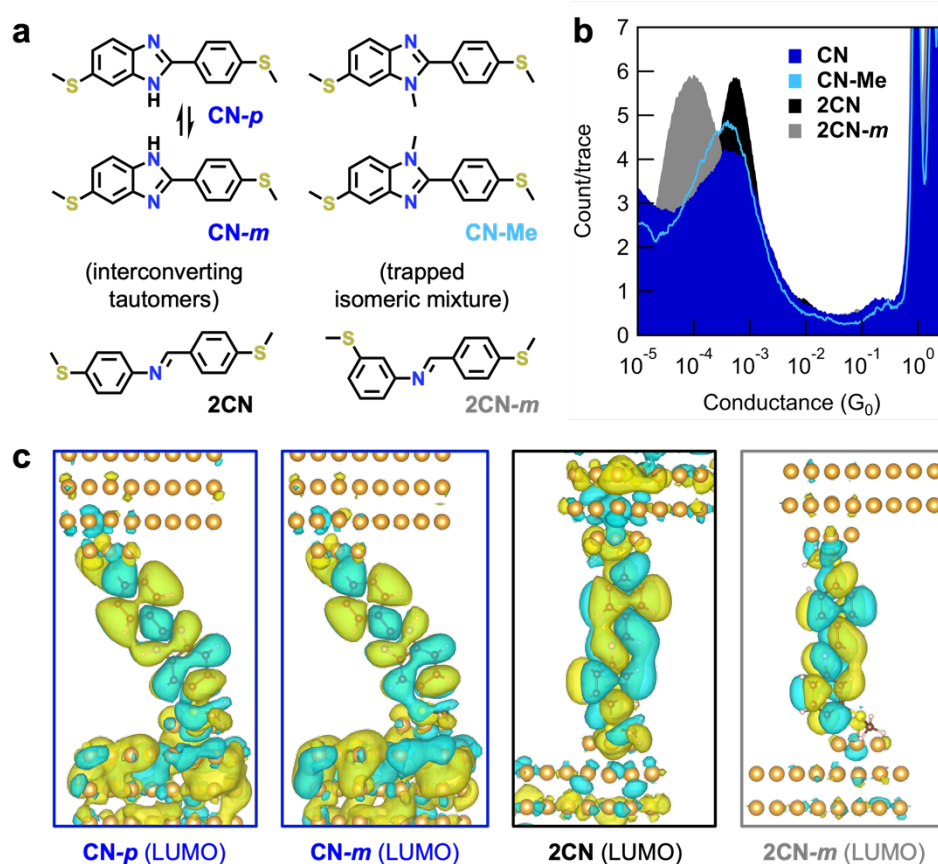 a
N
N
H
S
S
CN-p
H
N
N
S
S
CN-m
(interconverting
tautomers)
N
N
S
S
N
N
S
S
CN-Me
(trapped
isomeric mixture)
S
N
S
2CN
S
N
S
2CN-m
b
7
6
5
4
3
2
1
0
Count/trace
CN
CN-Me
2CN
2CN-m
10-5 10-4 10-3 10-2 10-1 100
Conductance (G0)
c
CN-p (LUMO) CN-m (LUMO) 2CN (LUMO) 2CN-m (LUMO)